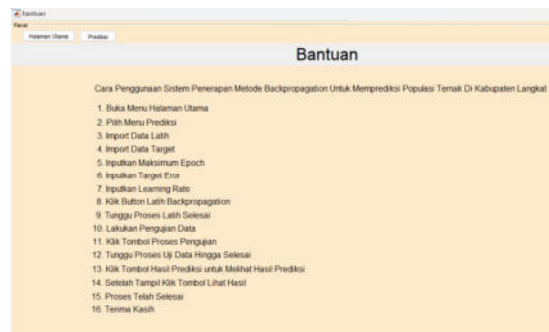 bantuan
Panel
Halaman Utama Prediksi
Bantuan
Cara Penggunaan Sistem Penerapan Metode Backpropagation Untuk Memprediksi Populasi Ternak Di Kabupaten Langkat
1. Buka Menu Halaman Utama
2. Pilih Menu Prediksi
3. Import Data Latih
4. Import Data Target
5. Inputkan Maksimum Epoch
6. Inputkan Target Eror
7. Inputkan Learning Rate
8. Klik Button Latih Backpropagation
9. Tunggu Proses Latih Selesai
10. Lakukan Pengujian Data
11. Klik Tombol Proses Pengujian
12. Tunggu Proses Uji Data Hingga Selesai
13. Klik Tombol Hasil Prediksi untuk Melihat Hasil Prediksi
14. Setelah Tampil Klik Tombol Lihat Hasil
15. Proses Telah Selesai
16. Terima Kasih